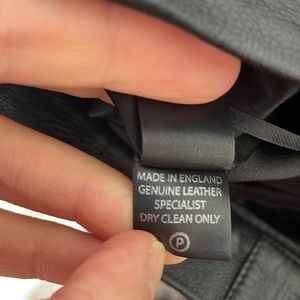 MADE IN ENGLAND
GENUINE LEATHER
SPECIALIST
DRY CLEAN ONLY
P